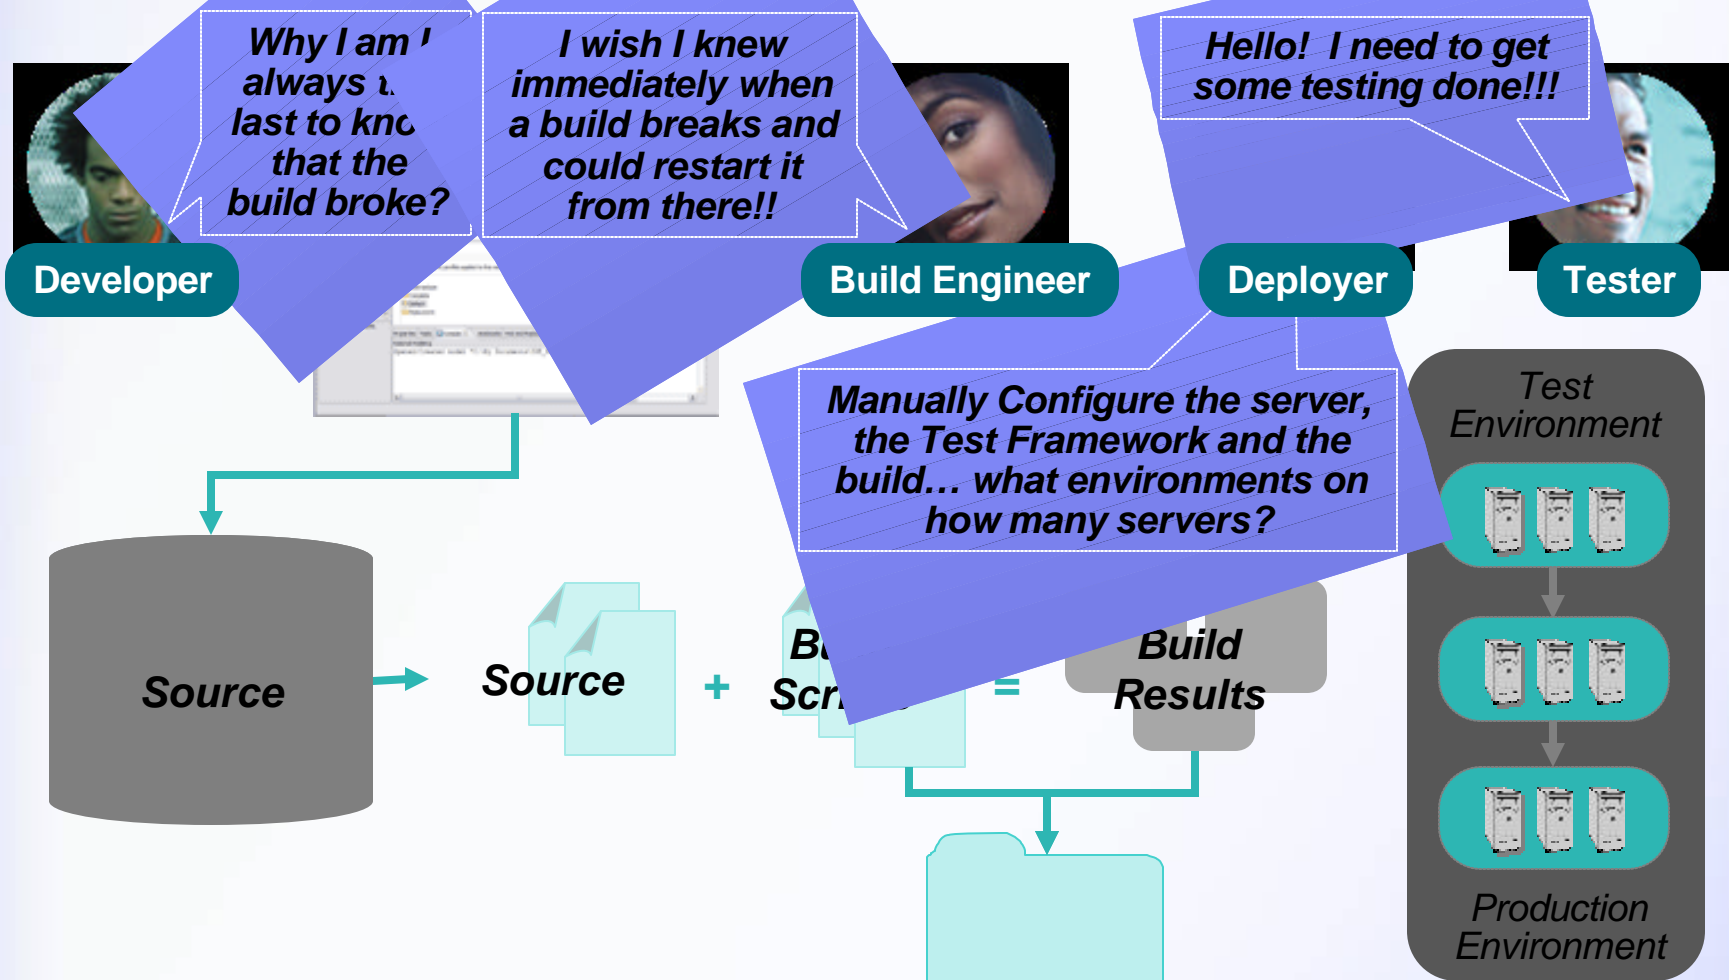 Why I am I
always
last to
that the
build broke?
I wish I knew
immediately when
a build breaks and
could restart it
from there!!
Hello! I need to get
some testing done!!!
Developer
Build Engineer
Deployer
Tester
Manually Configure the server,
the Test Framework and the
build… what environments on
how many servers?
Test
Environment
Source
Source
+
=
Build
Results
Production
Environment